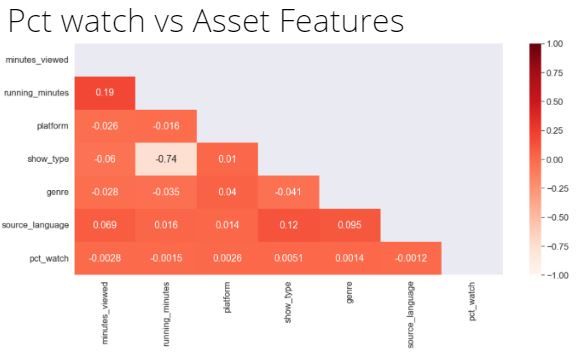 Pct watch vs Asset Features
minutes_viewed
running_minutes 0.19
platform -0.026 -0.016
show_type -0.06 -0.74 0.01
genre -0.028 -0.035 0.04 -0.041
source_language 0.069 0.016 0.014 0.12 0.095
pct_watch -0.0028 -0.0015 0.0026 0.0051 0.0014 -0.0012
minutes_viewed
running_minutes
platform
show_type
genre
source_language
pct_watch
1.00
0.75
0.50
0.25
0.00
-0.25
-0.50
-0.75
-1.00